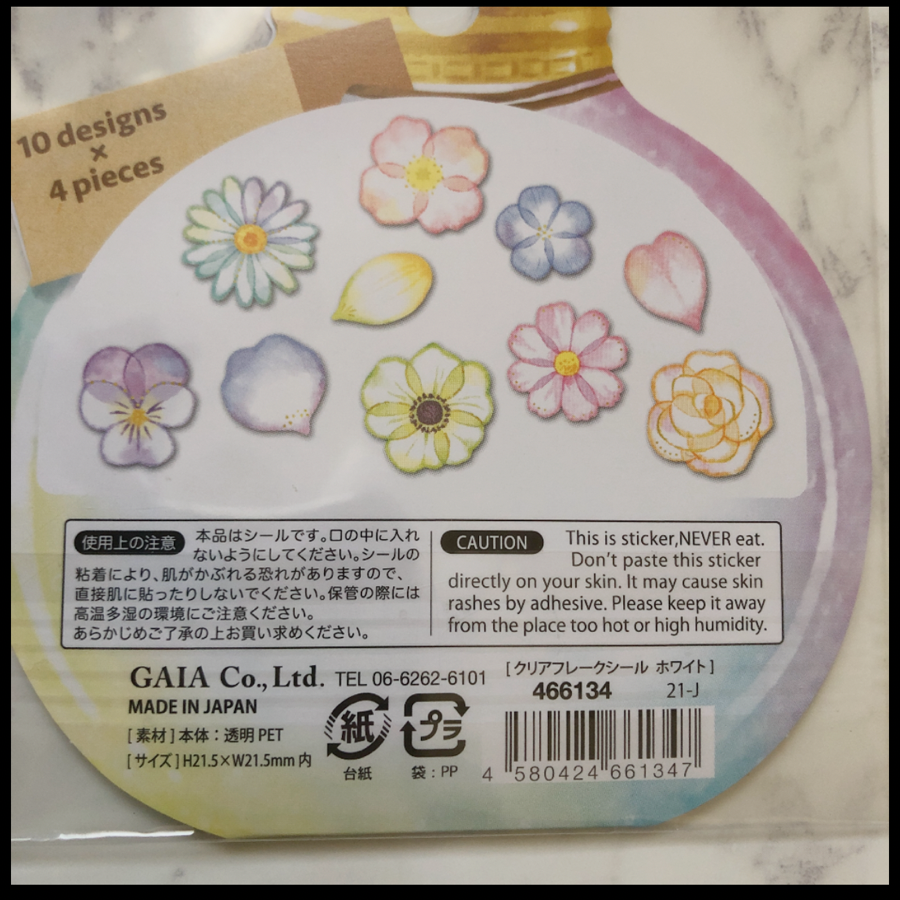 10 designs
×
4 pieces
使用上の注意
本品はシールです。口の中に入れ
ないようにしてください。シールの
粘着により、肌がかぶれる恐れがありますので、
直接肌に貼ったりしないでください。保管の際には
高温多湿の環境にご注意ください。
あらかじめご了承の上お買い求めください。
CAUTION
This is sticker,NEVER eat.
Don't paste this sticker
directly on your skin. It may cause skin
rashes by adhesive. Please keep it away
from the place too hot or high humidity.
GAIA Co., Ltd. TEL 06-6262-6101
MADE IN JAPAN
[ 素材 ] 本体 : 透明 PET
[ サイズ ] H21.5×W21.5mm 内
紙
台紙
プラ
袋 : PP
[ クリアフレークシール ホワイト ]
466134 21-J
4 580424 661347